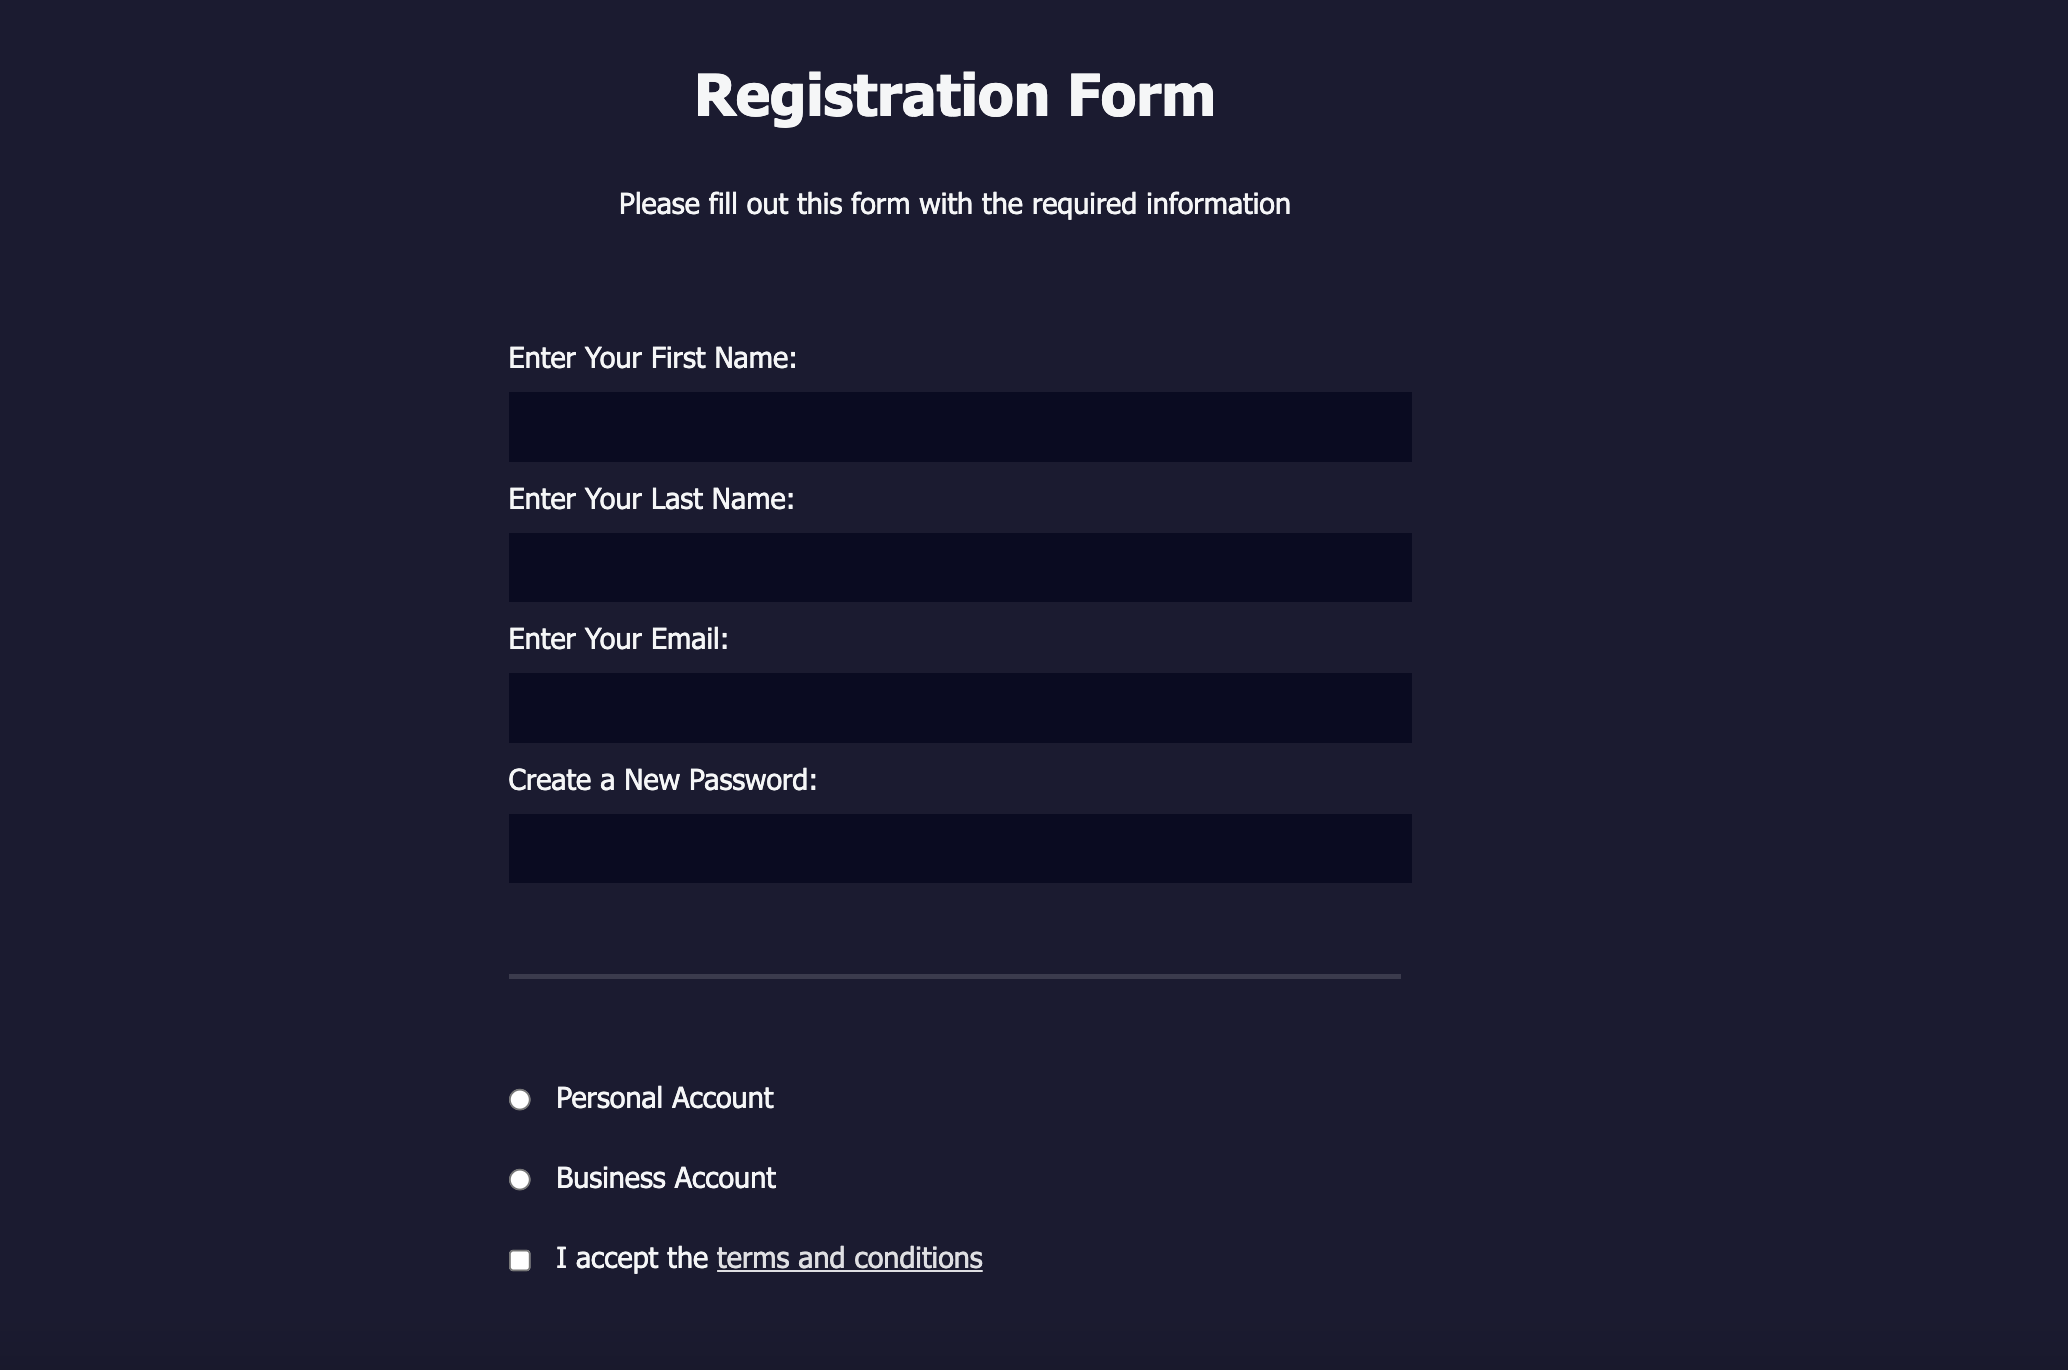 Registration Form
Please fill out this form with the required information
Enter Your First Name:
Enter Your Last Name:
Enter Your Email:
Create a New Password:
Personal Account
Business Account
I accept the terms and conditions